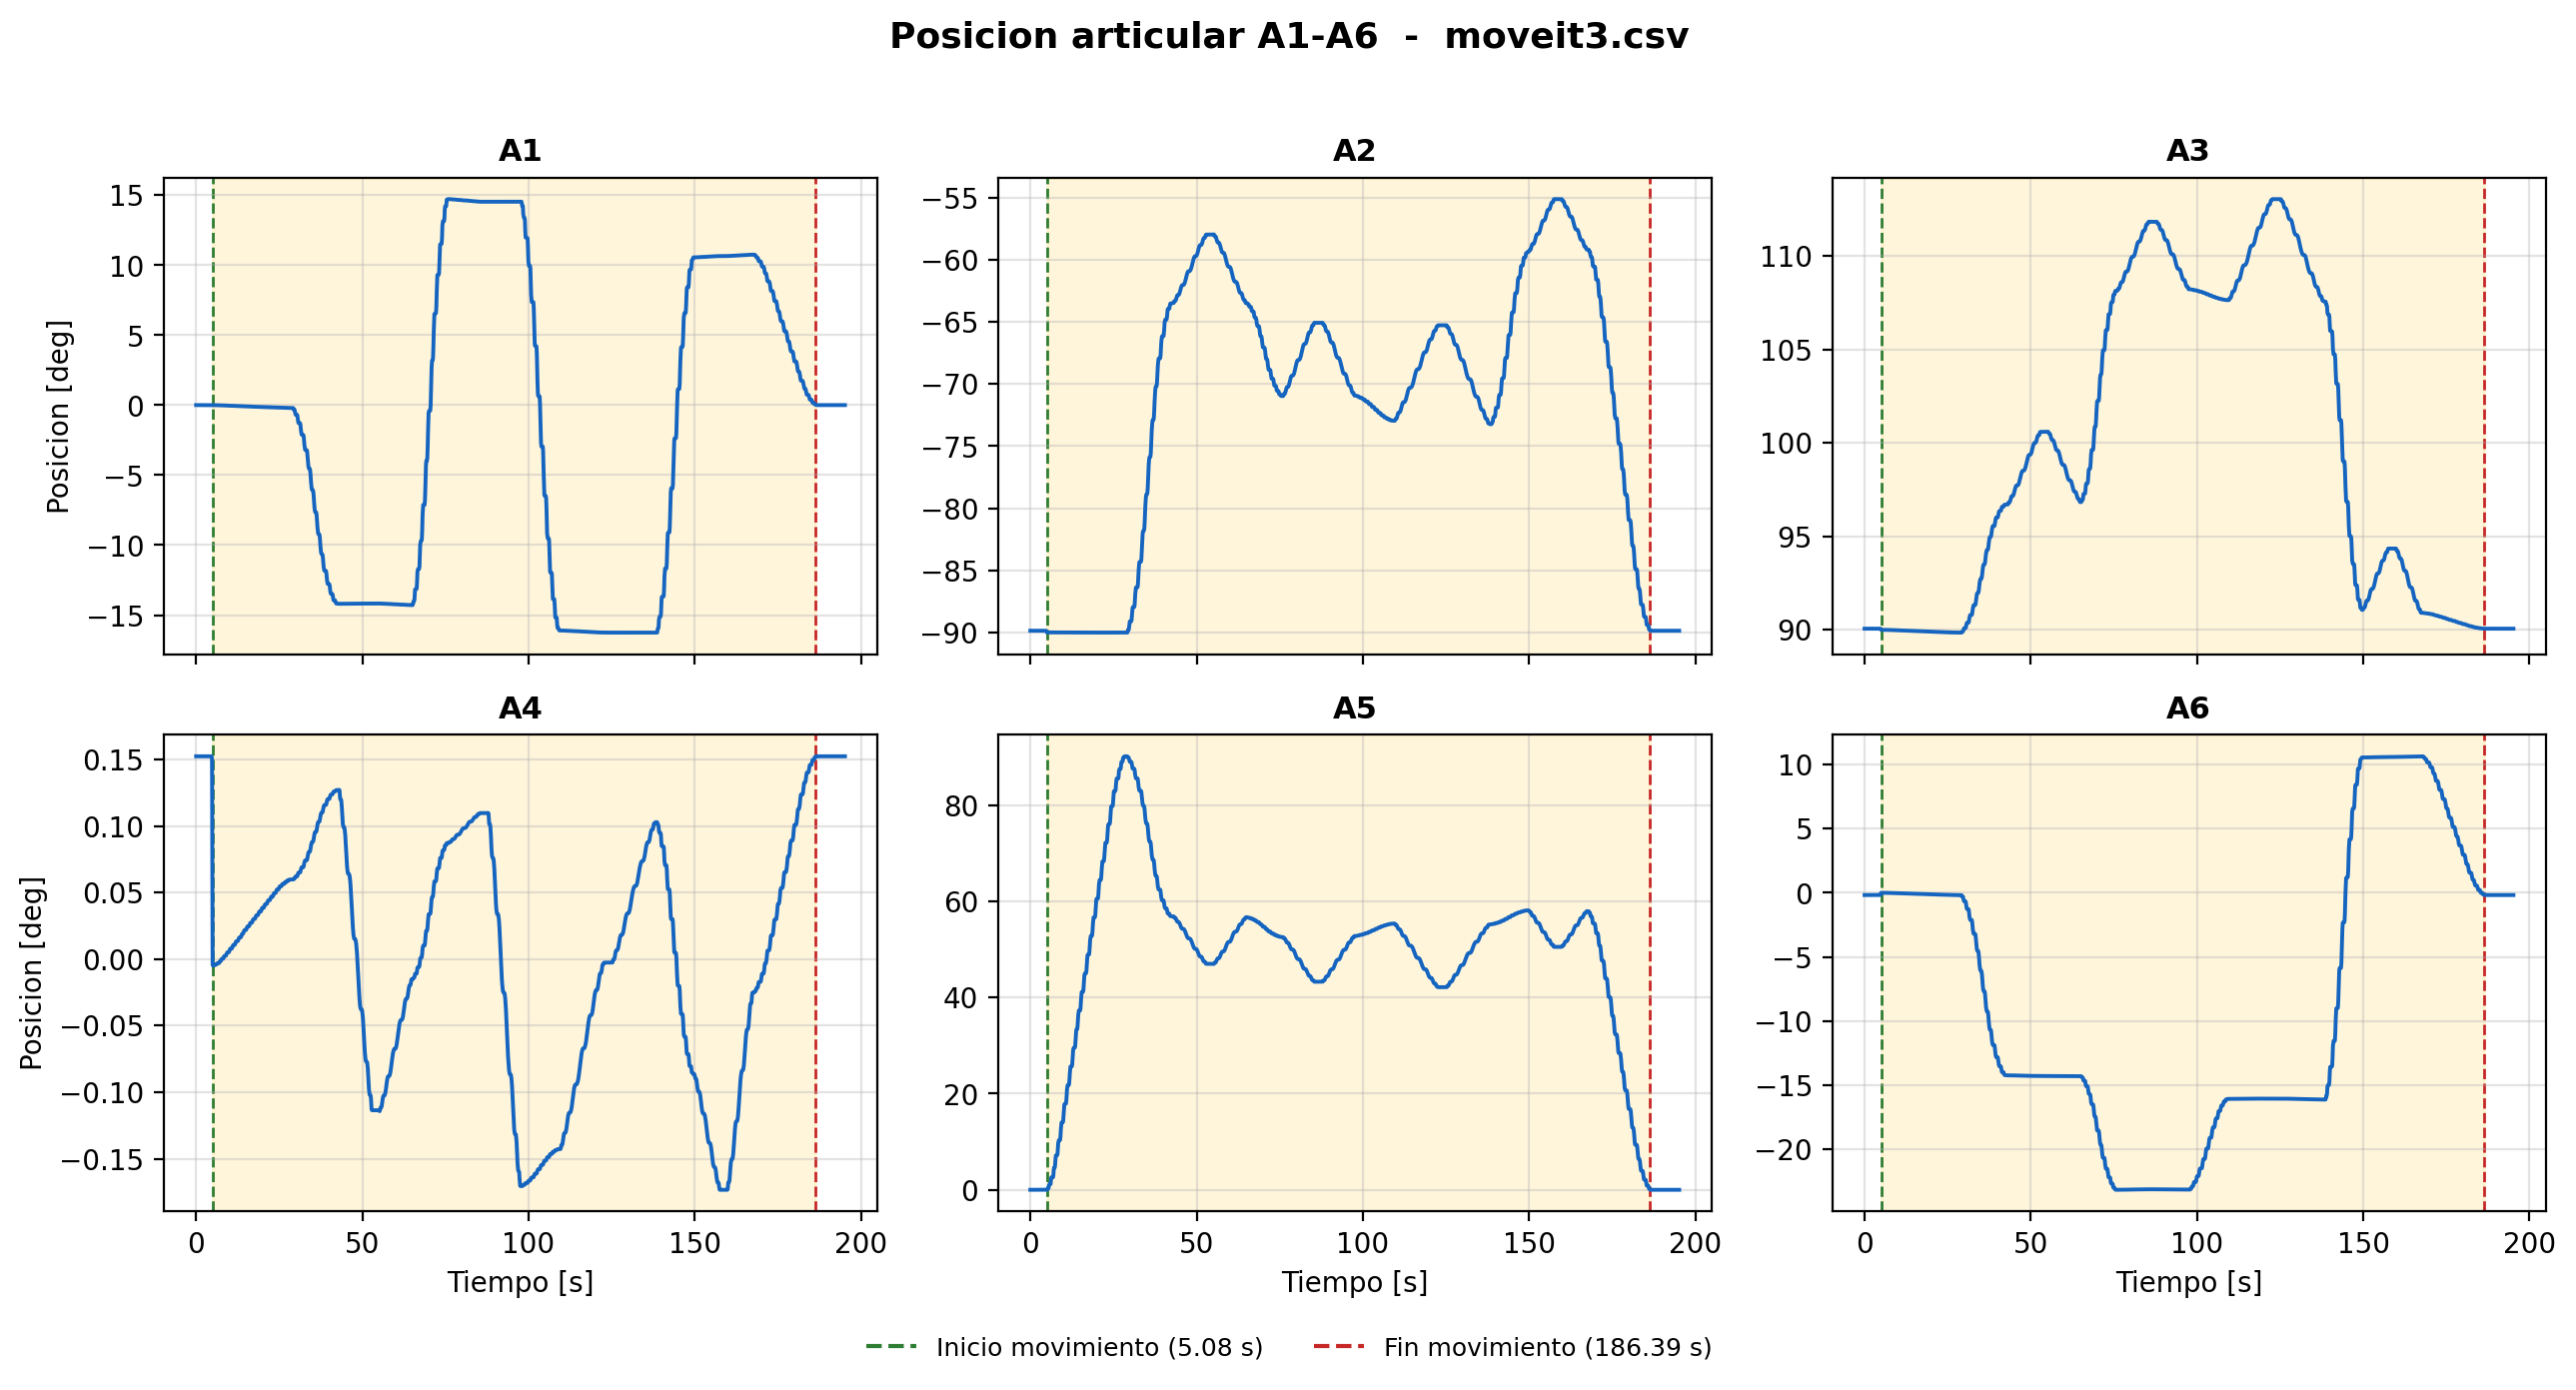 Posicion articular A1-A6  -  moveit3.csv
A1
A2
A3
Posicion [deg]
15
10
5
0
−5
−10
−15
−55
−60
−65
−70
−75
−80
−85
−90
110
105
100
95
90
A4
A5
A6
Posicion [deg]
0.15
0.10
0.05
0.00
−0.05
−0.10
−0.15
80
60
40
20
0
10
5
0
−5
−10
−15
−20
0 50 100 150 200
0 50 100 150 200
0 50 100 150 200
Tiempo [s]
Tiempo [s]
Tiempo [s]
Inicio movimiento (5.08 s)
Fin movimiento (186.39 s)